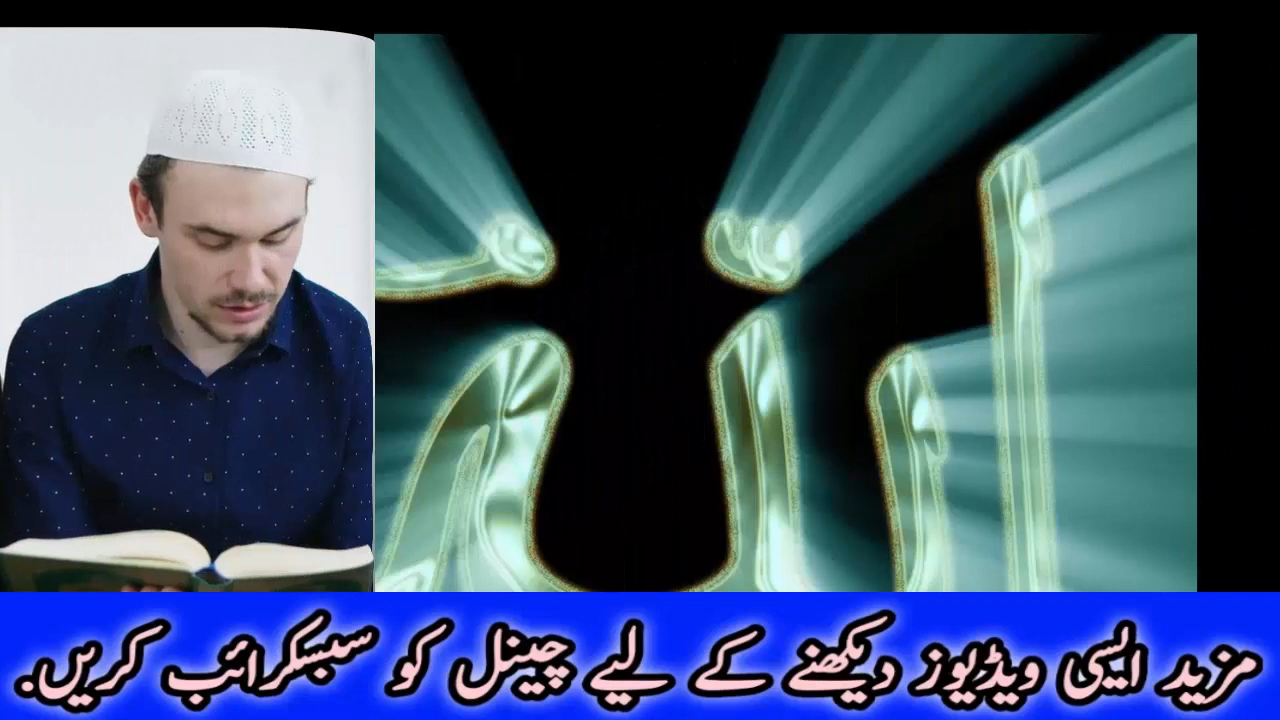 مزید ایسی ویڈیوز دیکھنے کے لیے چینل کو سبسکرائب کریں.